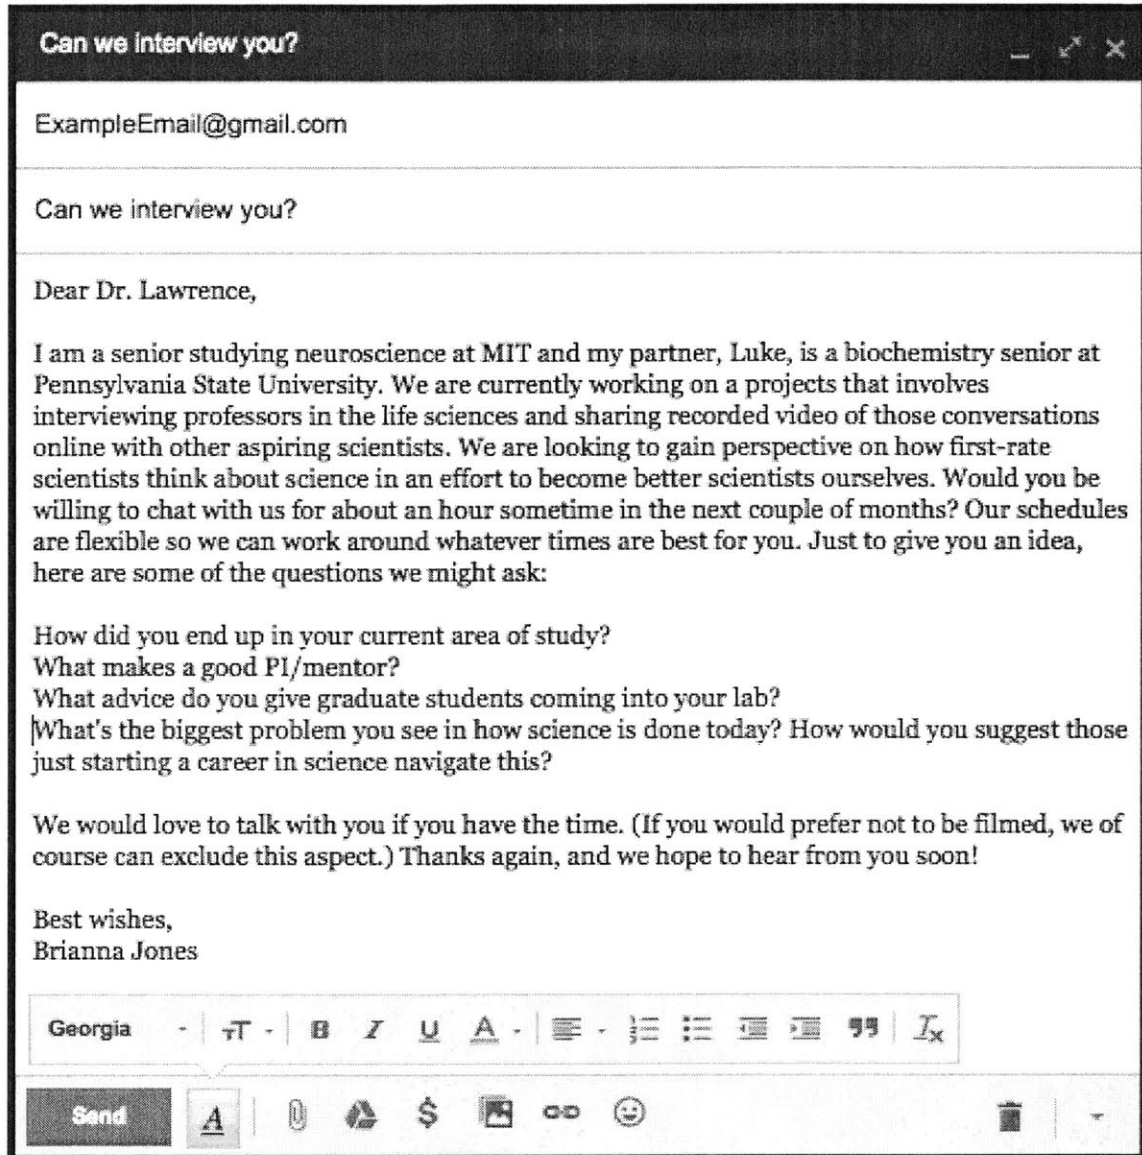 Can we interview you?
ExampleEmail@gmail.com
Can we interview you?
Dear Dr. Lawrence,
I am a senior studying neuroscience at MIT and my partner, Luke, is a biochemistry senior at
Pennsylvania State University. We are currently working on a projects that involves
interviewing professors in the life sciences and sharing recorded video of those conversations
online with other aspiring scientists. We are looking to gain perspective on how first-rate
scientists think about science in an effort to become better scientists ourselves. Would you be
willing to chat with us for about an hour sometime in the next couple of months? Our schedules
are flexible so we can work around whatever times are best for you. Just to give you an idea,
here are some of the questions we might ask:
How did you end up in your current area of study?
What makes a good PI/mentor?
What advice do you give graduate students coming into your lab?
What's the biggest problem you see in how science is done today? How would you suggest those
just starting a career in science navigate this?
We would love to talk with you if you have the time. (If you would prefer not to be filmed, we of
course can exclude this aspect.) Thanks again, and we hope to hear from you soon!
Best wishes,
Brianna Jones
Georgia TT B I U A
Send A $